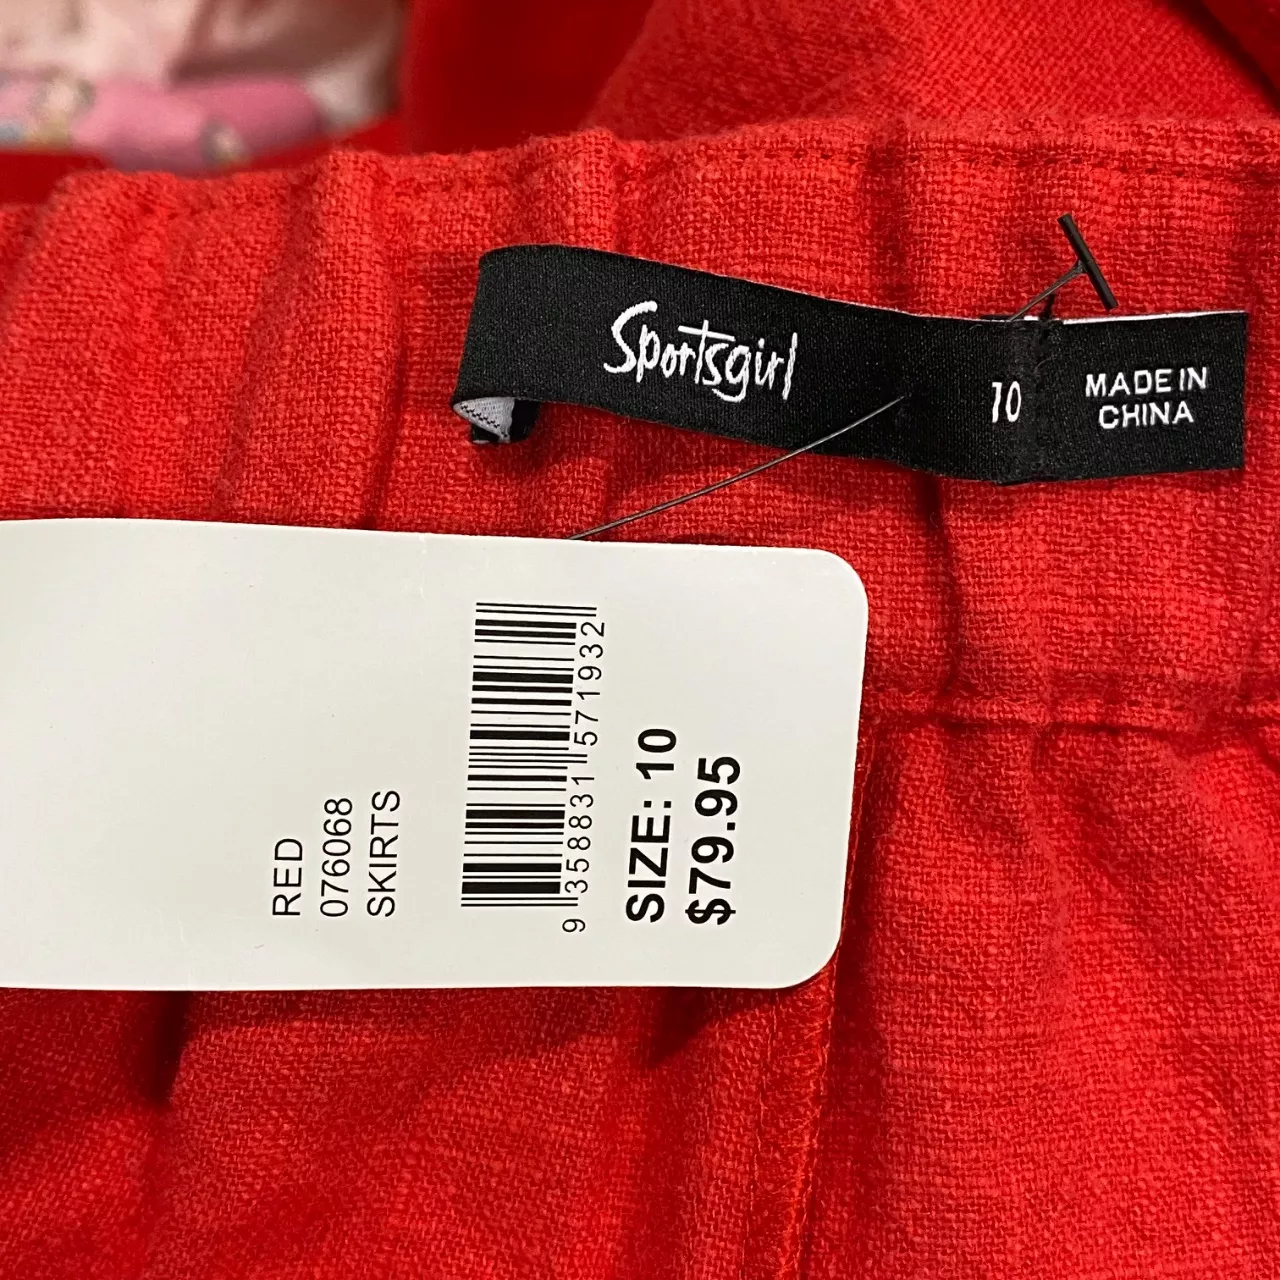 Sportsgirl
10
MADE IN
CHINA
RED
076068
SKIRTS
9 358831 571932
SIZE: 10
$79.95